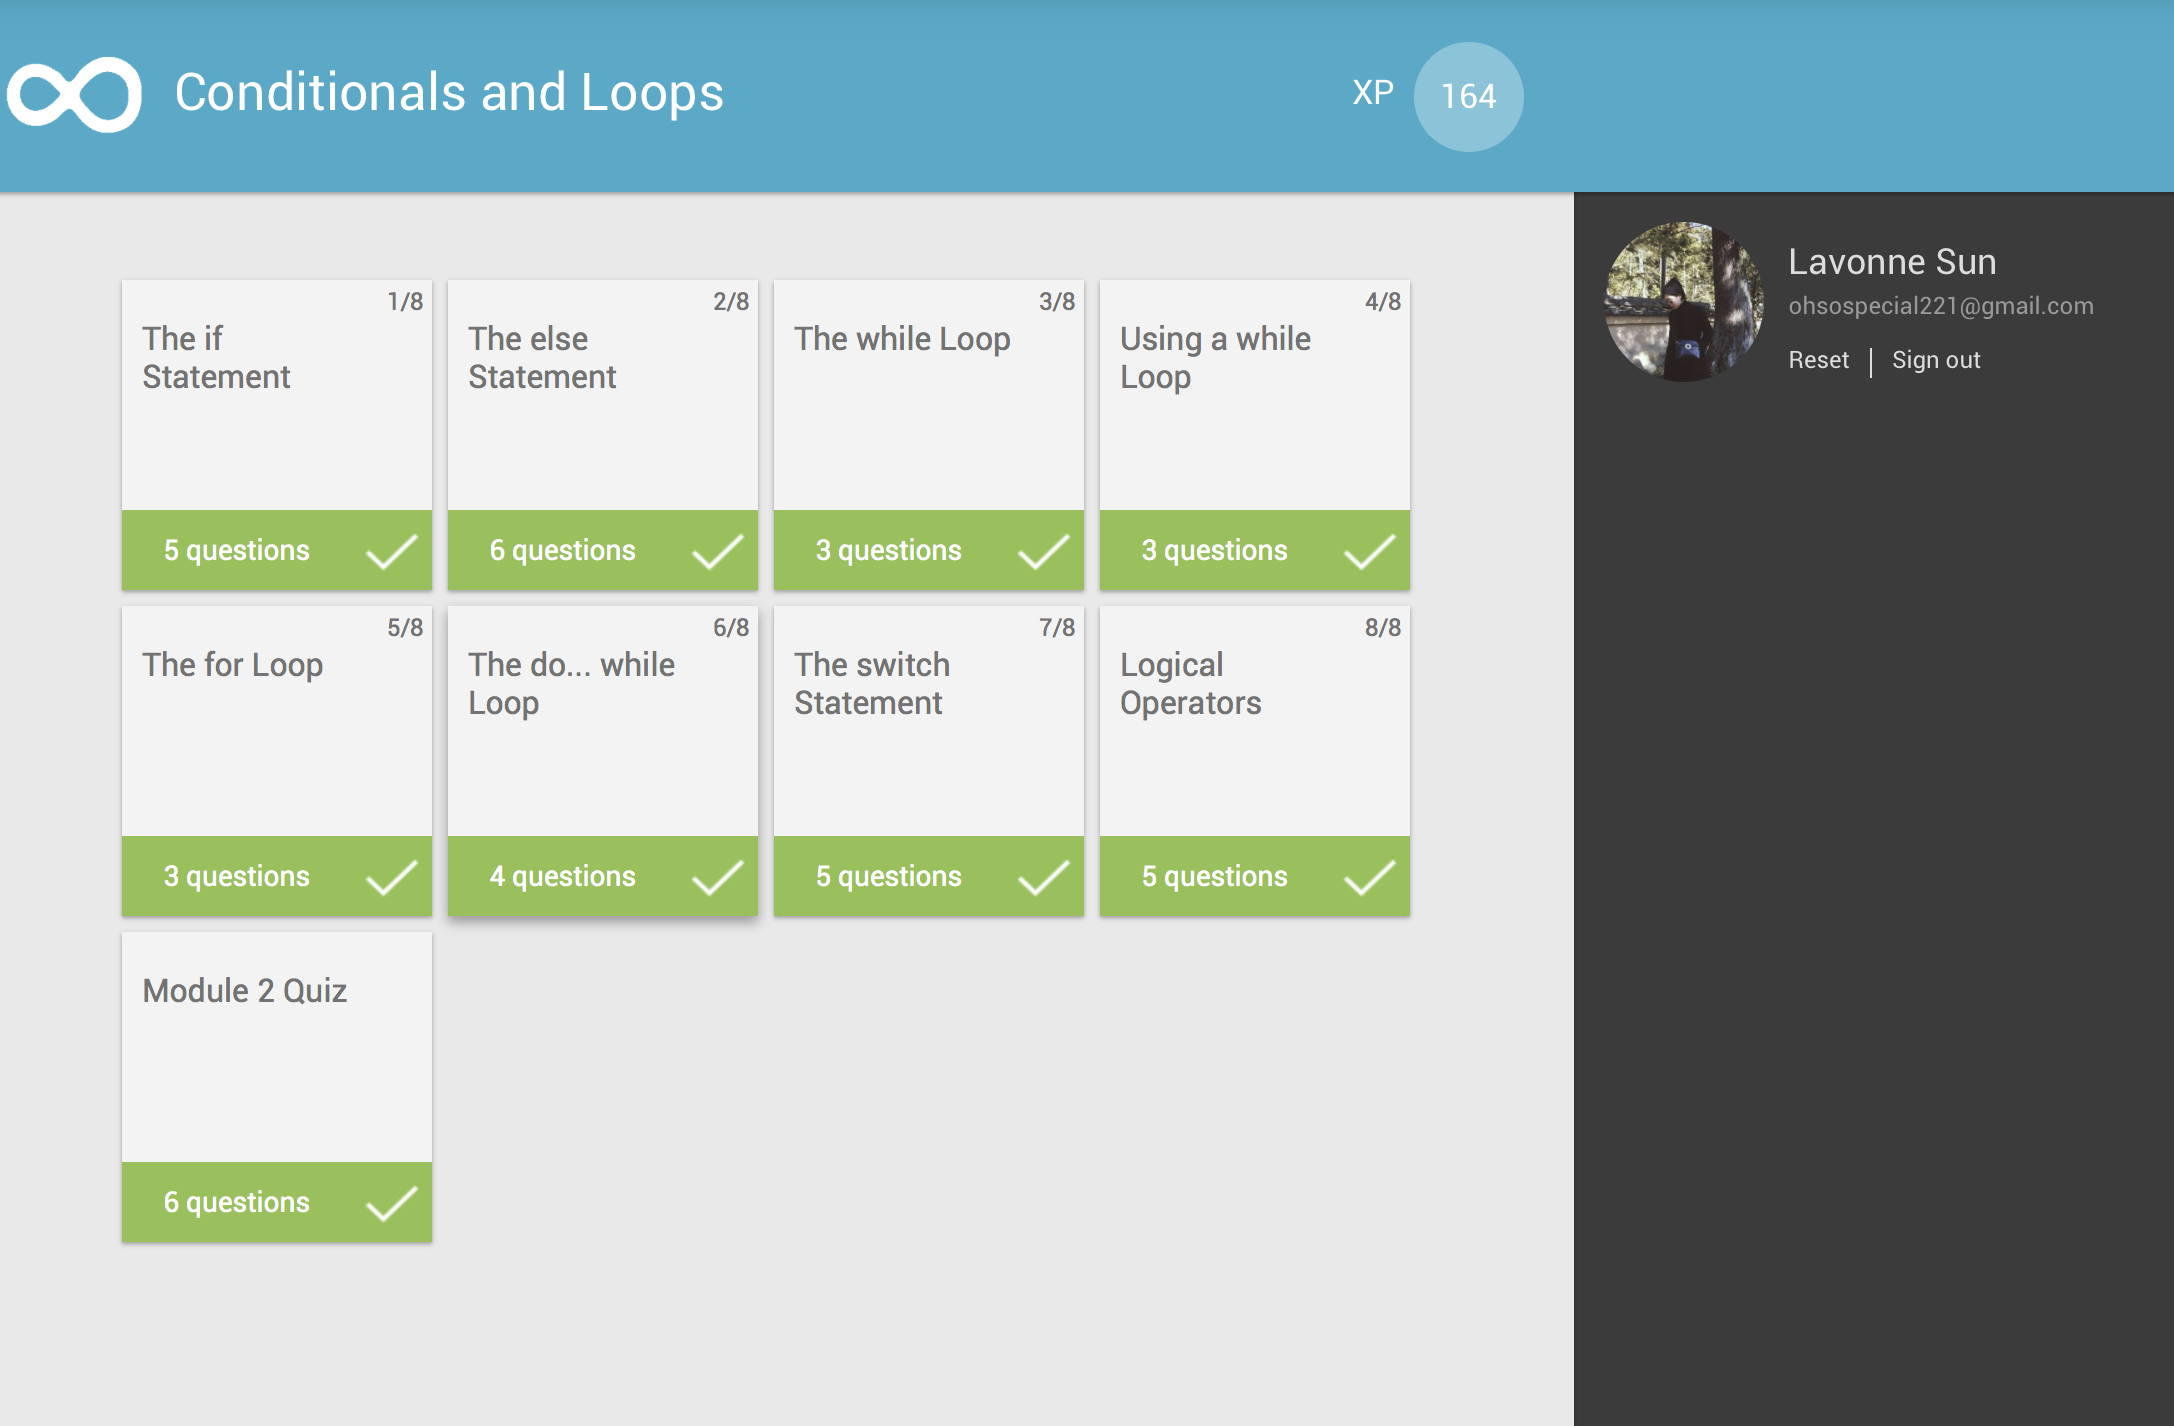 Conditionals and Loops
XP
164
Lavonne Sun
ohsospecial221@gmail.com
Reset | Sign out
1/8
The if
Statement
5 questions
2/8
The else
Statement
6 questions
3/8
The while Loop
3 questions
4/8
Using a while
Loop
3 questions
5/8
The for Loop
3 questions
6/8
The do... while
Loop
4 questions
7/8
The switch
Statement
5 questions
8/8
Logical
Operators
5 questions
Module 2 Quiz
6 questions